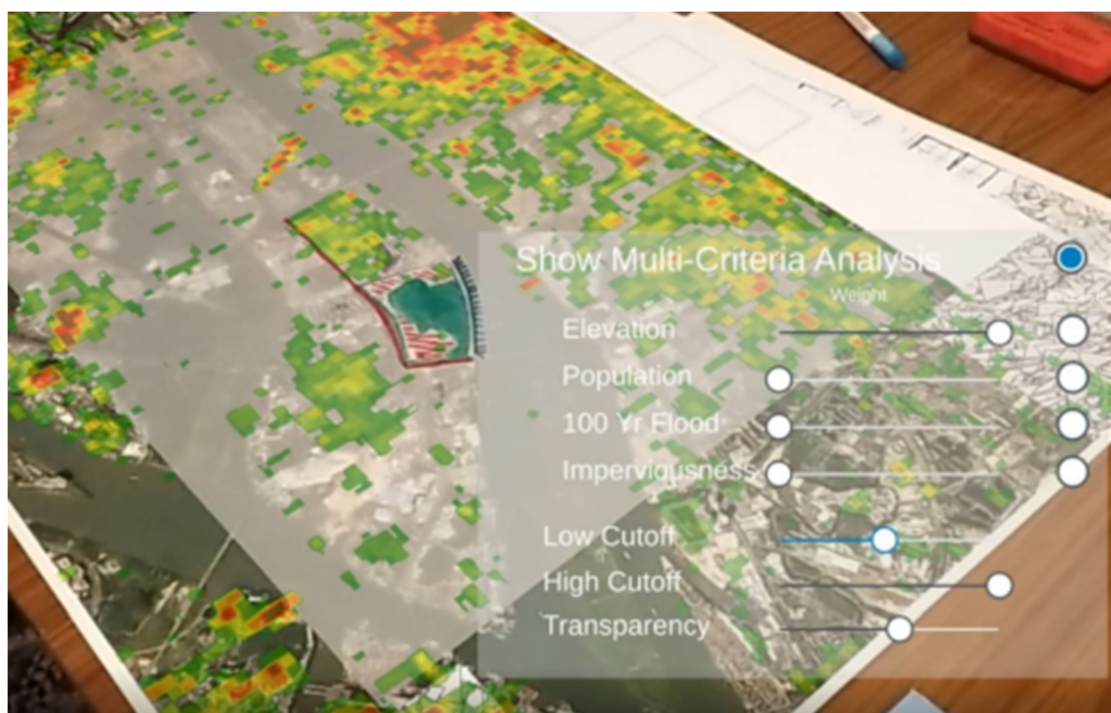 Show Multi-Criteria Analysis
Weight
Elevation
Population
100 Yr Flood
Imperviousness
Low Cutoff
High Cutoff
Transparency